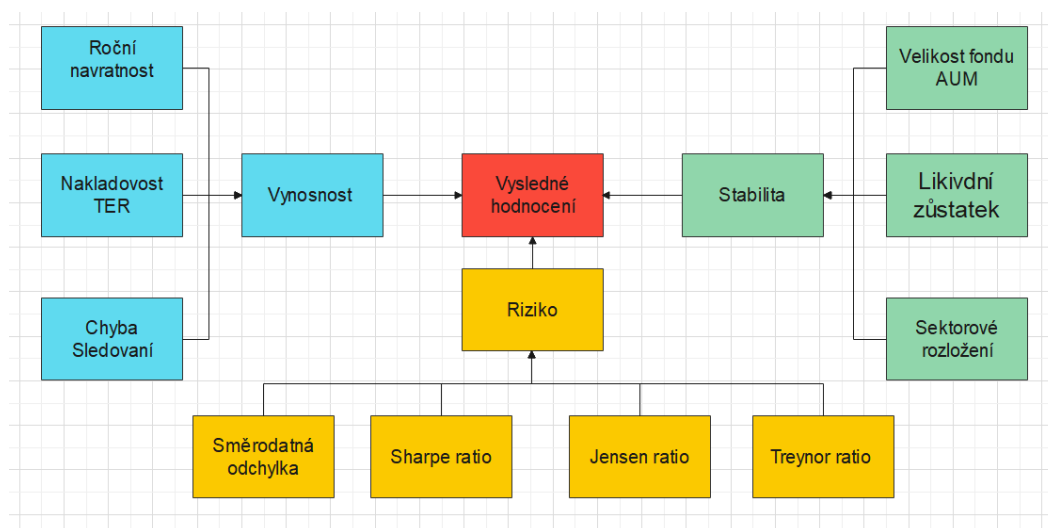 Roční
navratnost
Velikost fondu
AUM
Nakladovost
TER
Vynosnost
Vysledné
hodnocení
Stabilita
Likivdní
zůstatek
Riziko
Chyba
Sledovaní
Sektorové
rozložení
Směrodatná
odchylka
Sharpe ratio
Jensen ratio
Treynor ratio